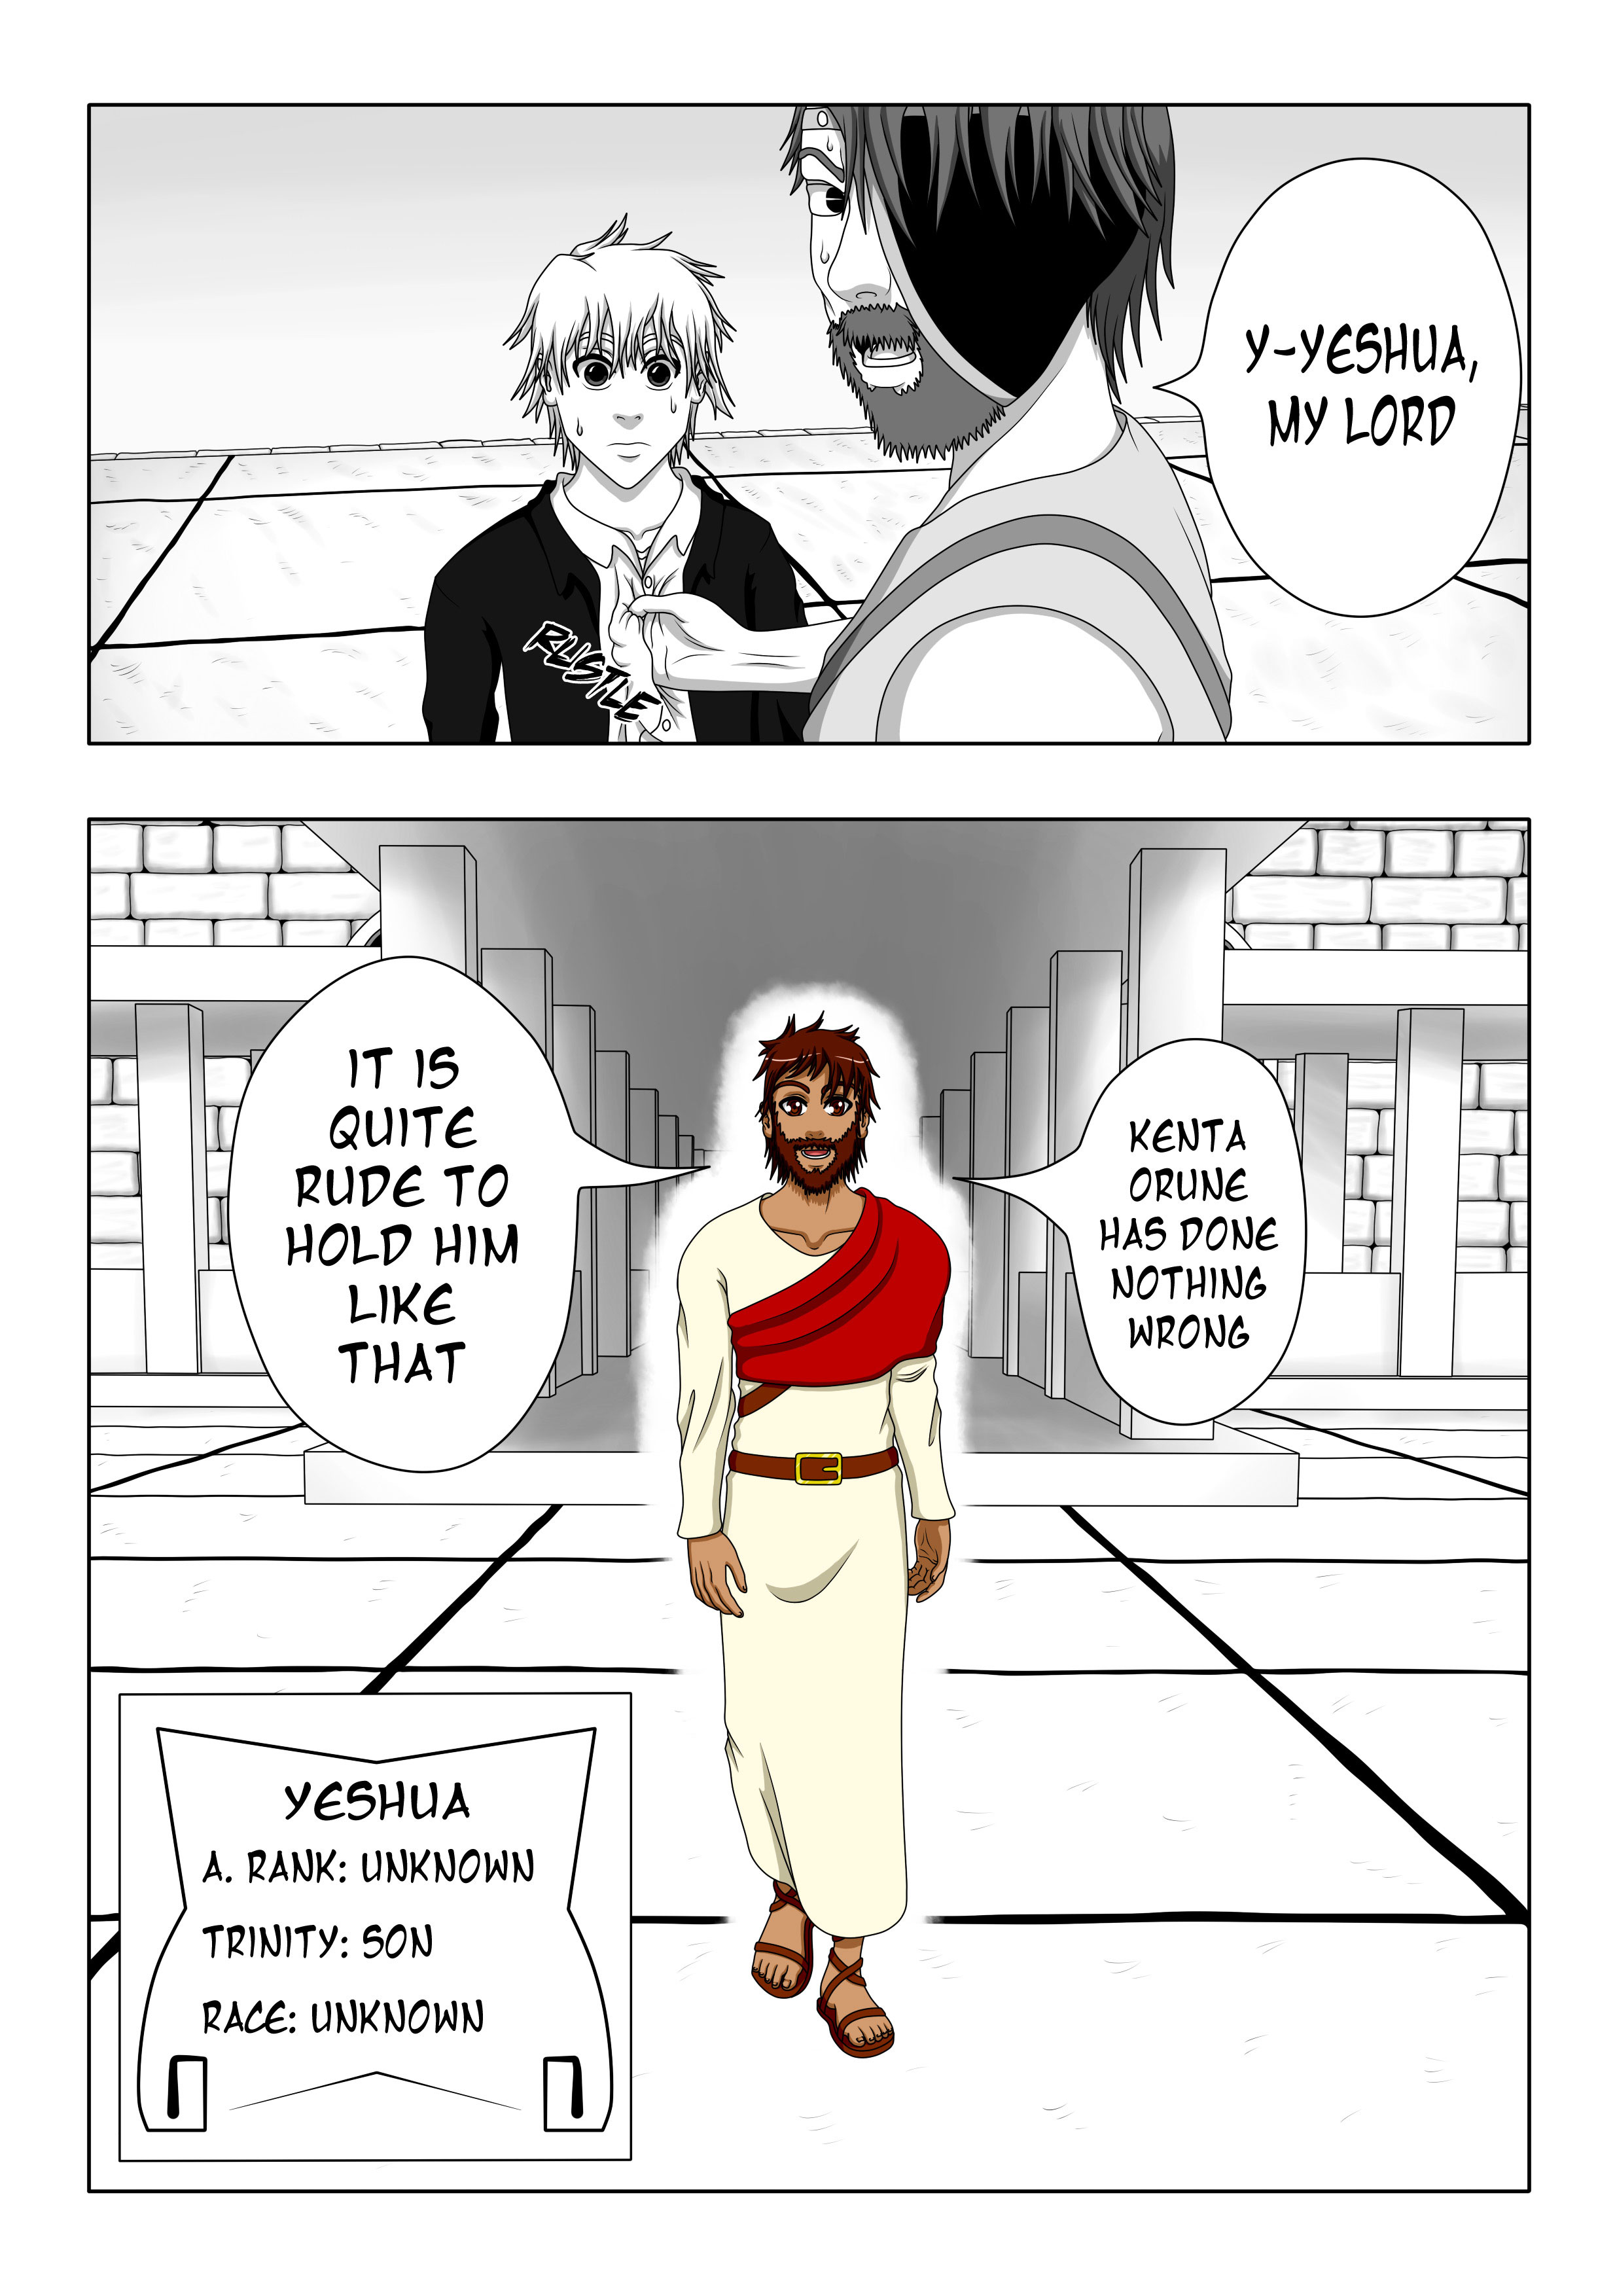 Y-YESHUA,
MY LORD
RUSTLE
IT IS
QUITE
RUDE TO
HOLD HIM
LIKE
THAT
KENTA
ORUNE
HAS DONE
NOTHING
WRONG
YESHUA
A. RANK: UNKNOWN
TRINITY: SON
RACE: UNKNOWN